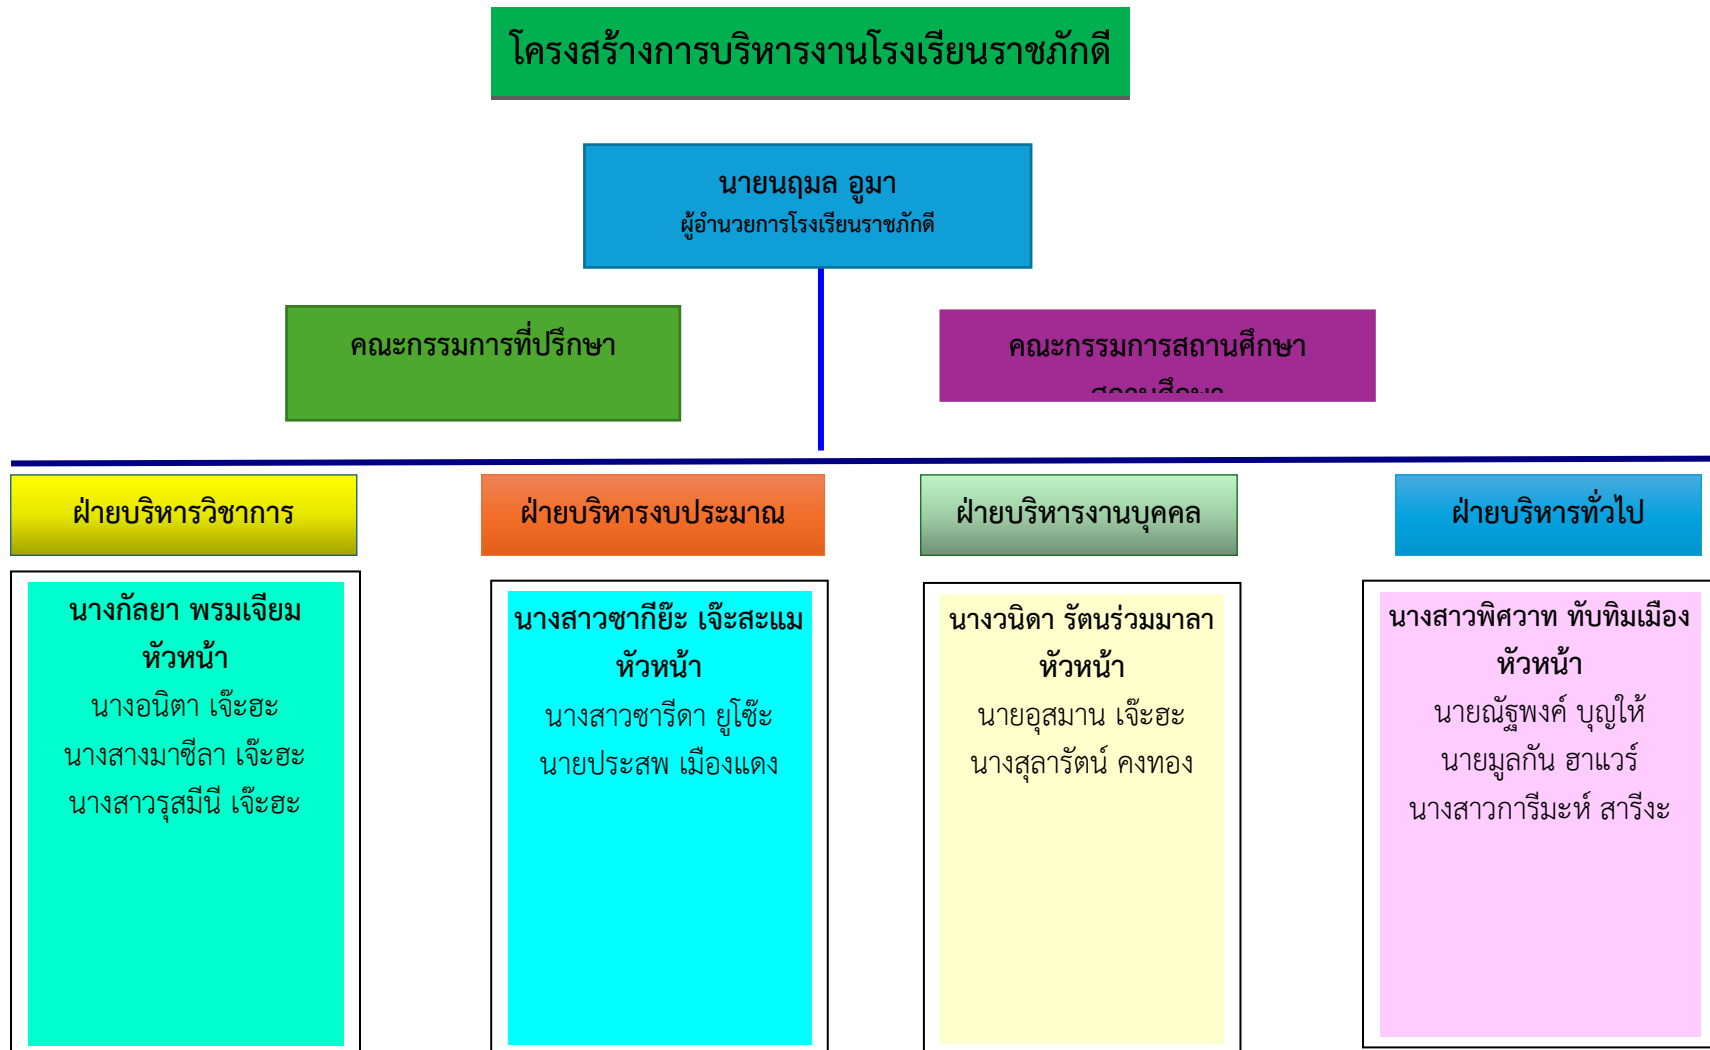 โครงสร้างการบริหารงานโรงเรียนราชภักดี
นายนฤมล อูมา
ผู้อำนวยการโรงเรียนราชภักดี
คณะกรรมการที่ปรึกษา
คณะกรรมการสถานศึกษา
สถานศึกษา
ฝ่ายบริหารวิชาการ
ฝ่ายบริหารงบประมาณ
ฝ่ายบริหารงานบุคคล
ฝ่ายบริหารทั่วไป
นางกัลยา พรมเจียม
หัวหน้า
นางอนิตา เจ๊ะฮะ
นางสางมาซีลา เจ๊ะฮะ
นางสาวรุสมีนี เจ๊ะฮะ
นางสาวซากีย๊ะ เจ๊ะสะแม
หัวหน้า
นางสาวซารีดา ยูโซ๊ะ
นายประสพ เมืองแดง
นางวนิดา รัตนร่วมมาลา
หัวหน้า
นายอุสมาน เจ๊ะฮะ
นางสุลารัตน์ คงทอง
นางสาวพิศวาท ทับทิมเมือง
หัวหน้า
นายณัฐพงค์ บุญให้
นายมูลกัน ฮาแวร์
นางสาวการีมะห์ สารีงะ